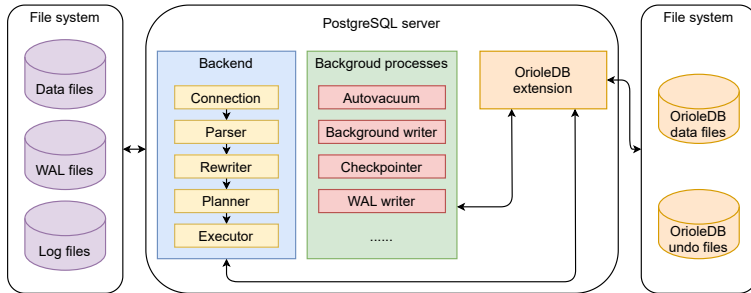 File system
Data files
WAL files
Log files
PostgreSQL server
Backend
Connection
Parser
Rewriter
Planner
Executor
Backgroud processes
Autovacuum
Background writer
Checkpointer
WAL writer
......
OrioleDB
extension
File system
OrioleDB
data files
OrioleDB
undo files